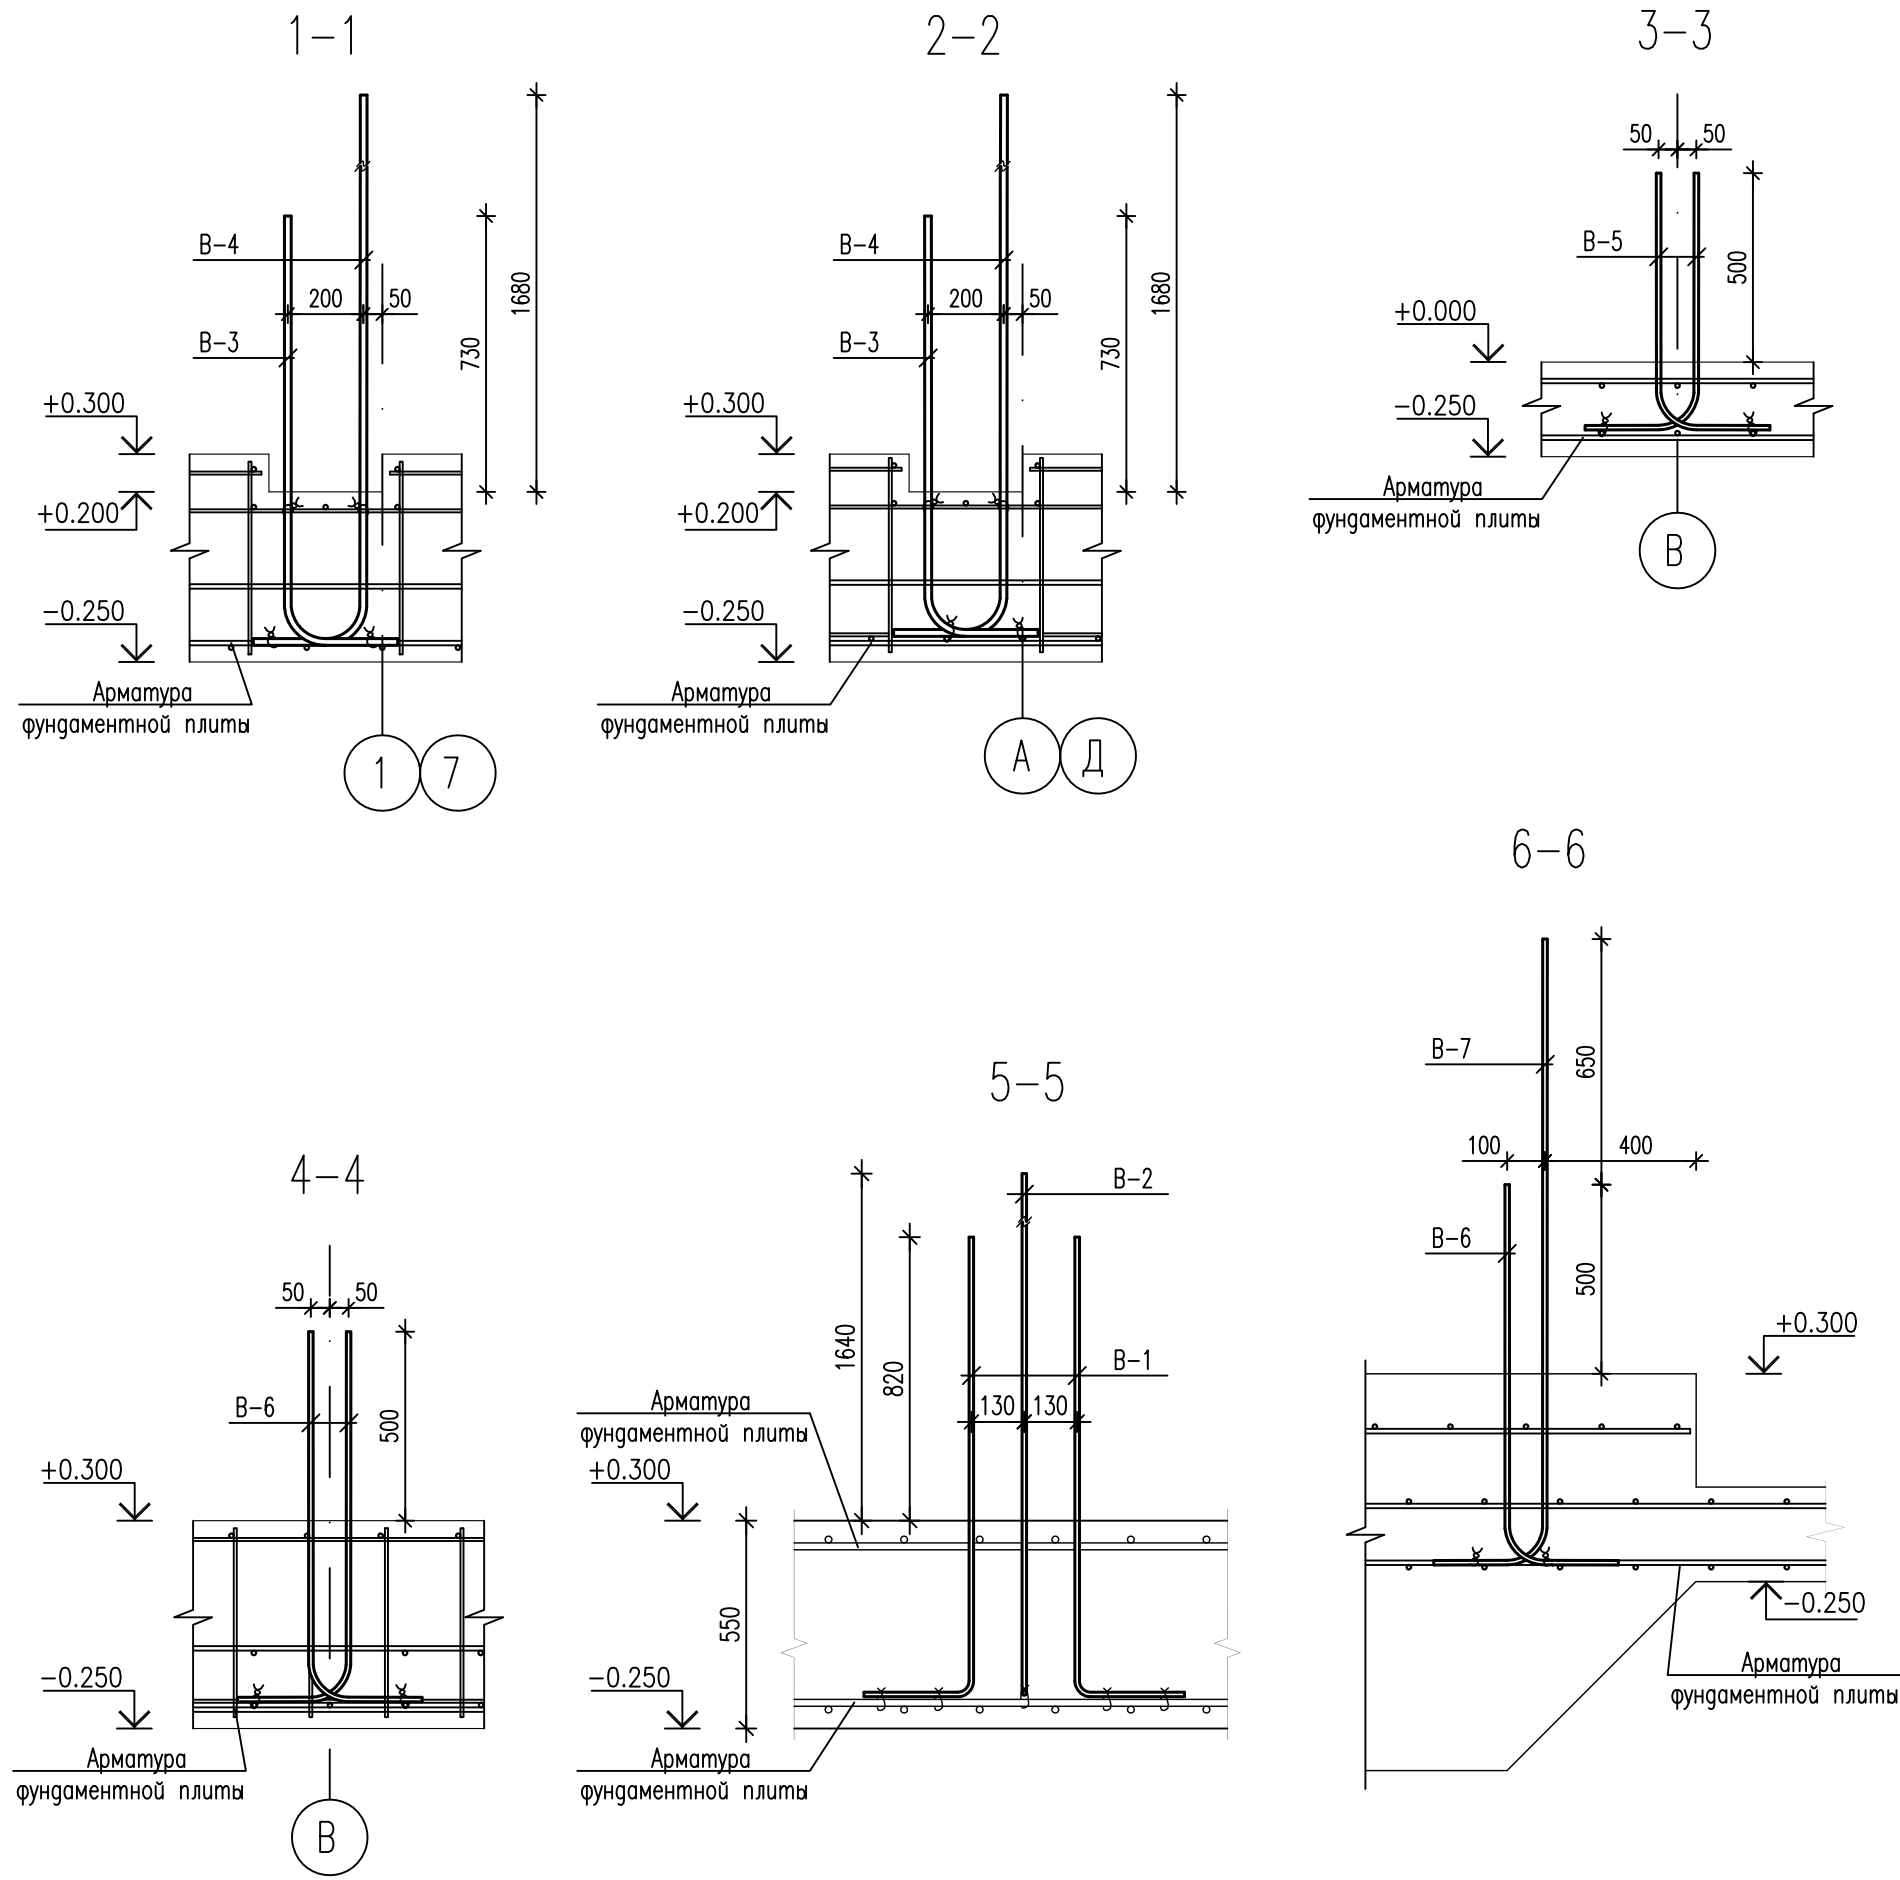 1-1
В-4
200
50
В-3
730
1680
+0.300
+0.200
-0.250
Арматура
фундаментной плиты
1
7
2-2
В-4
200
50
В-3
730
1680
+0.300
+0.200
-0.250
Арматура
фундаментной плиты
А
Д
3-3
50
50
В-5
500
+0.000
-0.250
Арматура
фундаментной плиты
В
4-4
50
50
В-6
500
+0.300
-0.250
Арматура
фундаментной плиты
В
5-5
В-2
1640
820
В-1
130
130
Арматура
фундаментной плиты
+0.300
550
-0.250
Арматура
фундаментной плиты
6-6
В-7
650
100
400
В-6
500
+0.300
-0.250
Арматура
фундаментной плиты